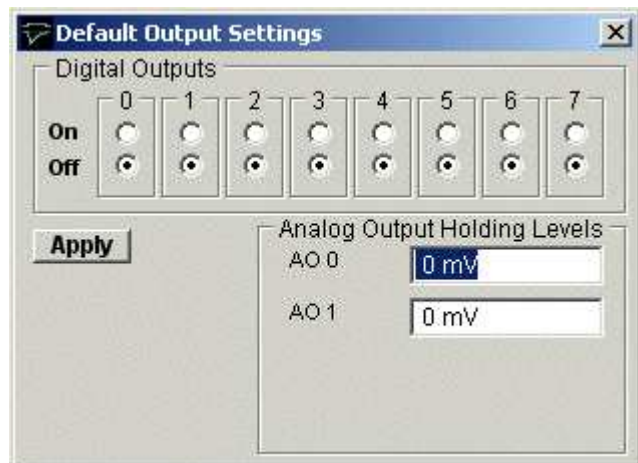 Default Output Settings
Digital Outputs
0 1 2 3 4 5 6 7
On
Off
Apply
Analog Output Holding Levels
AO 0 0 mV
AO 1 0 mV